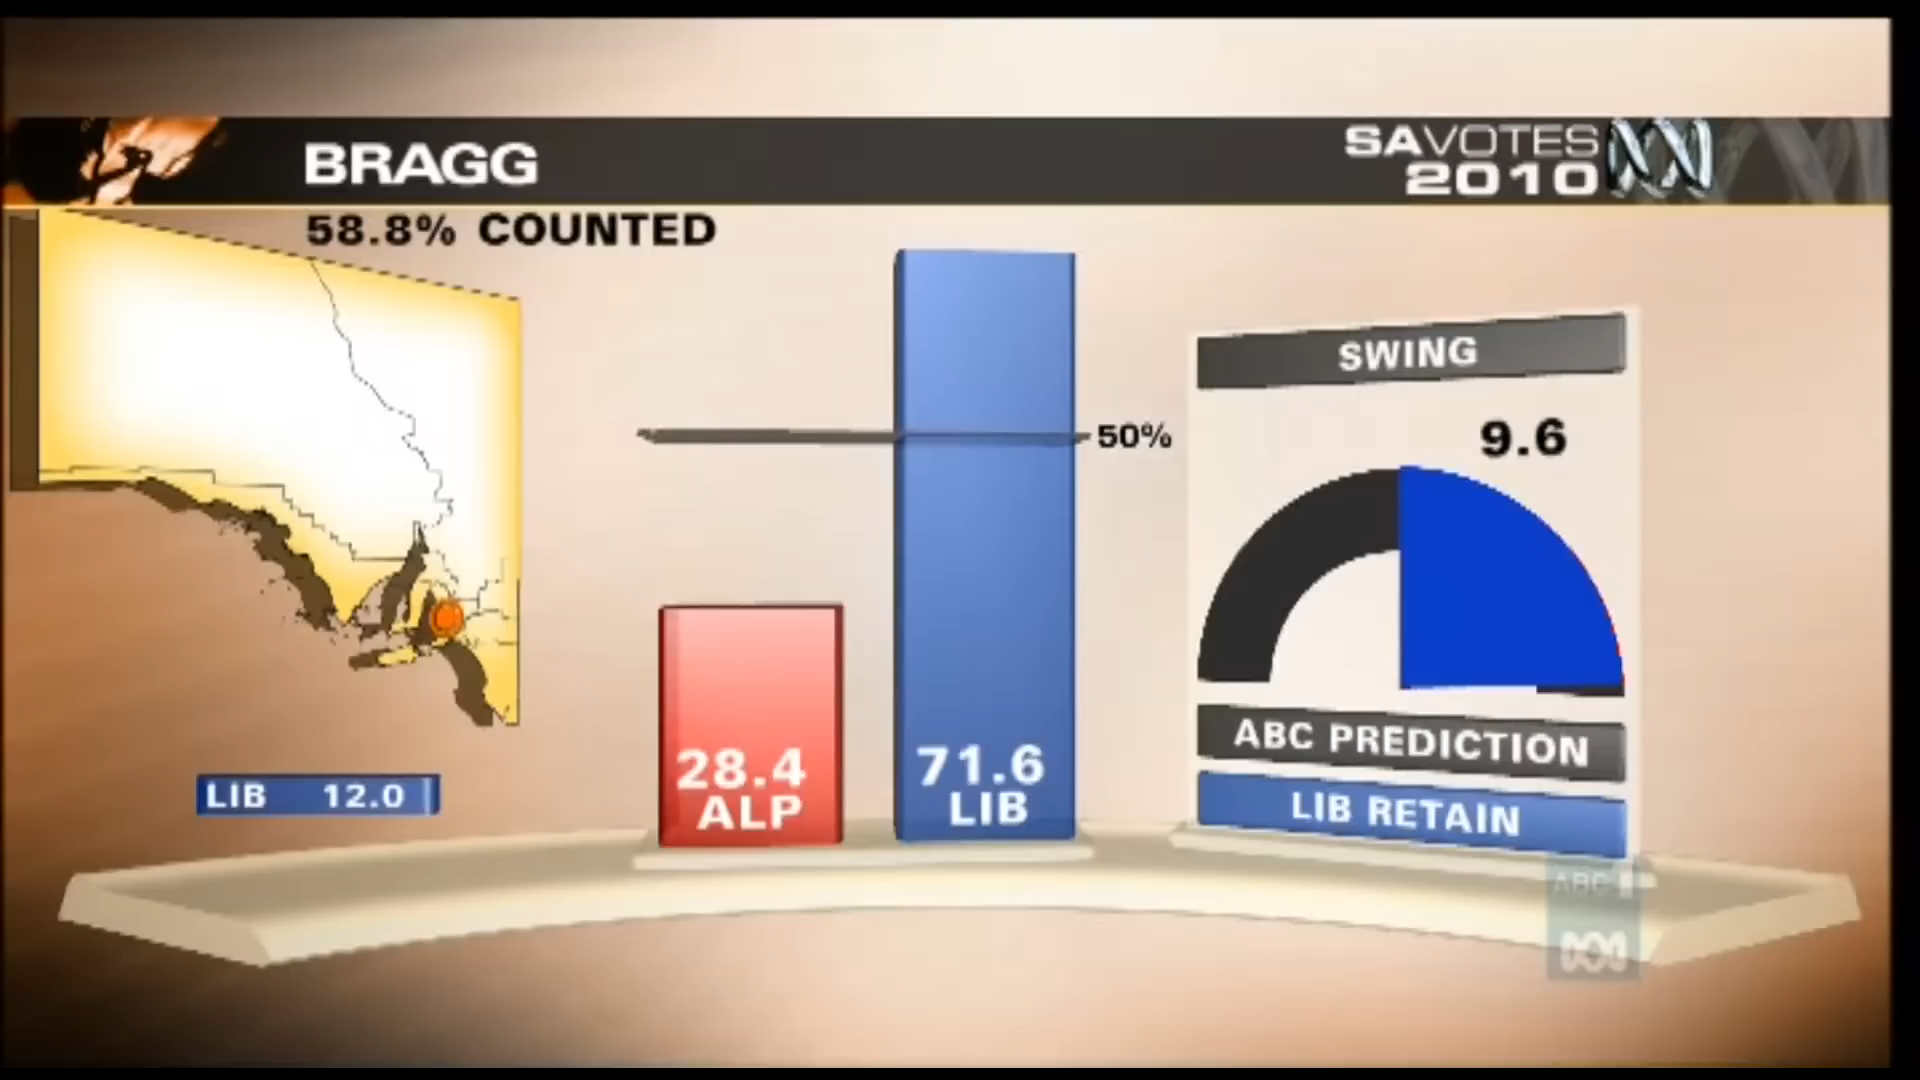 BRAGG
SAVOTES
2010
58.8% COUNTED
50%
SWING
9.6
28.4
ALP
71.6
LIB
LIB 12.0
ABC PREDICTION
LIB RETAIN
ABC